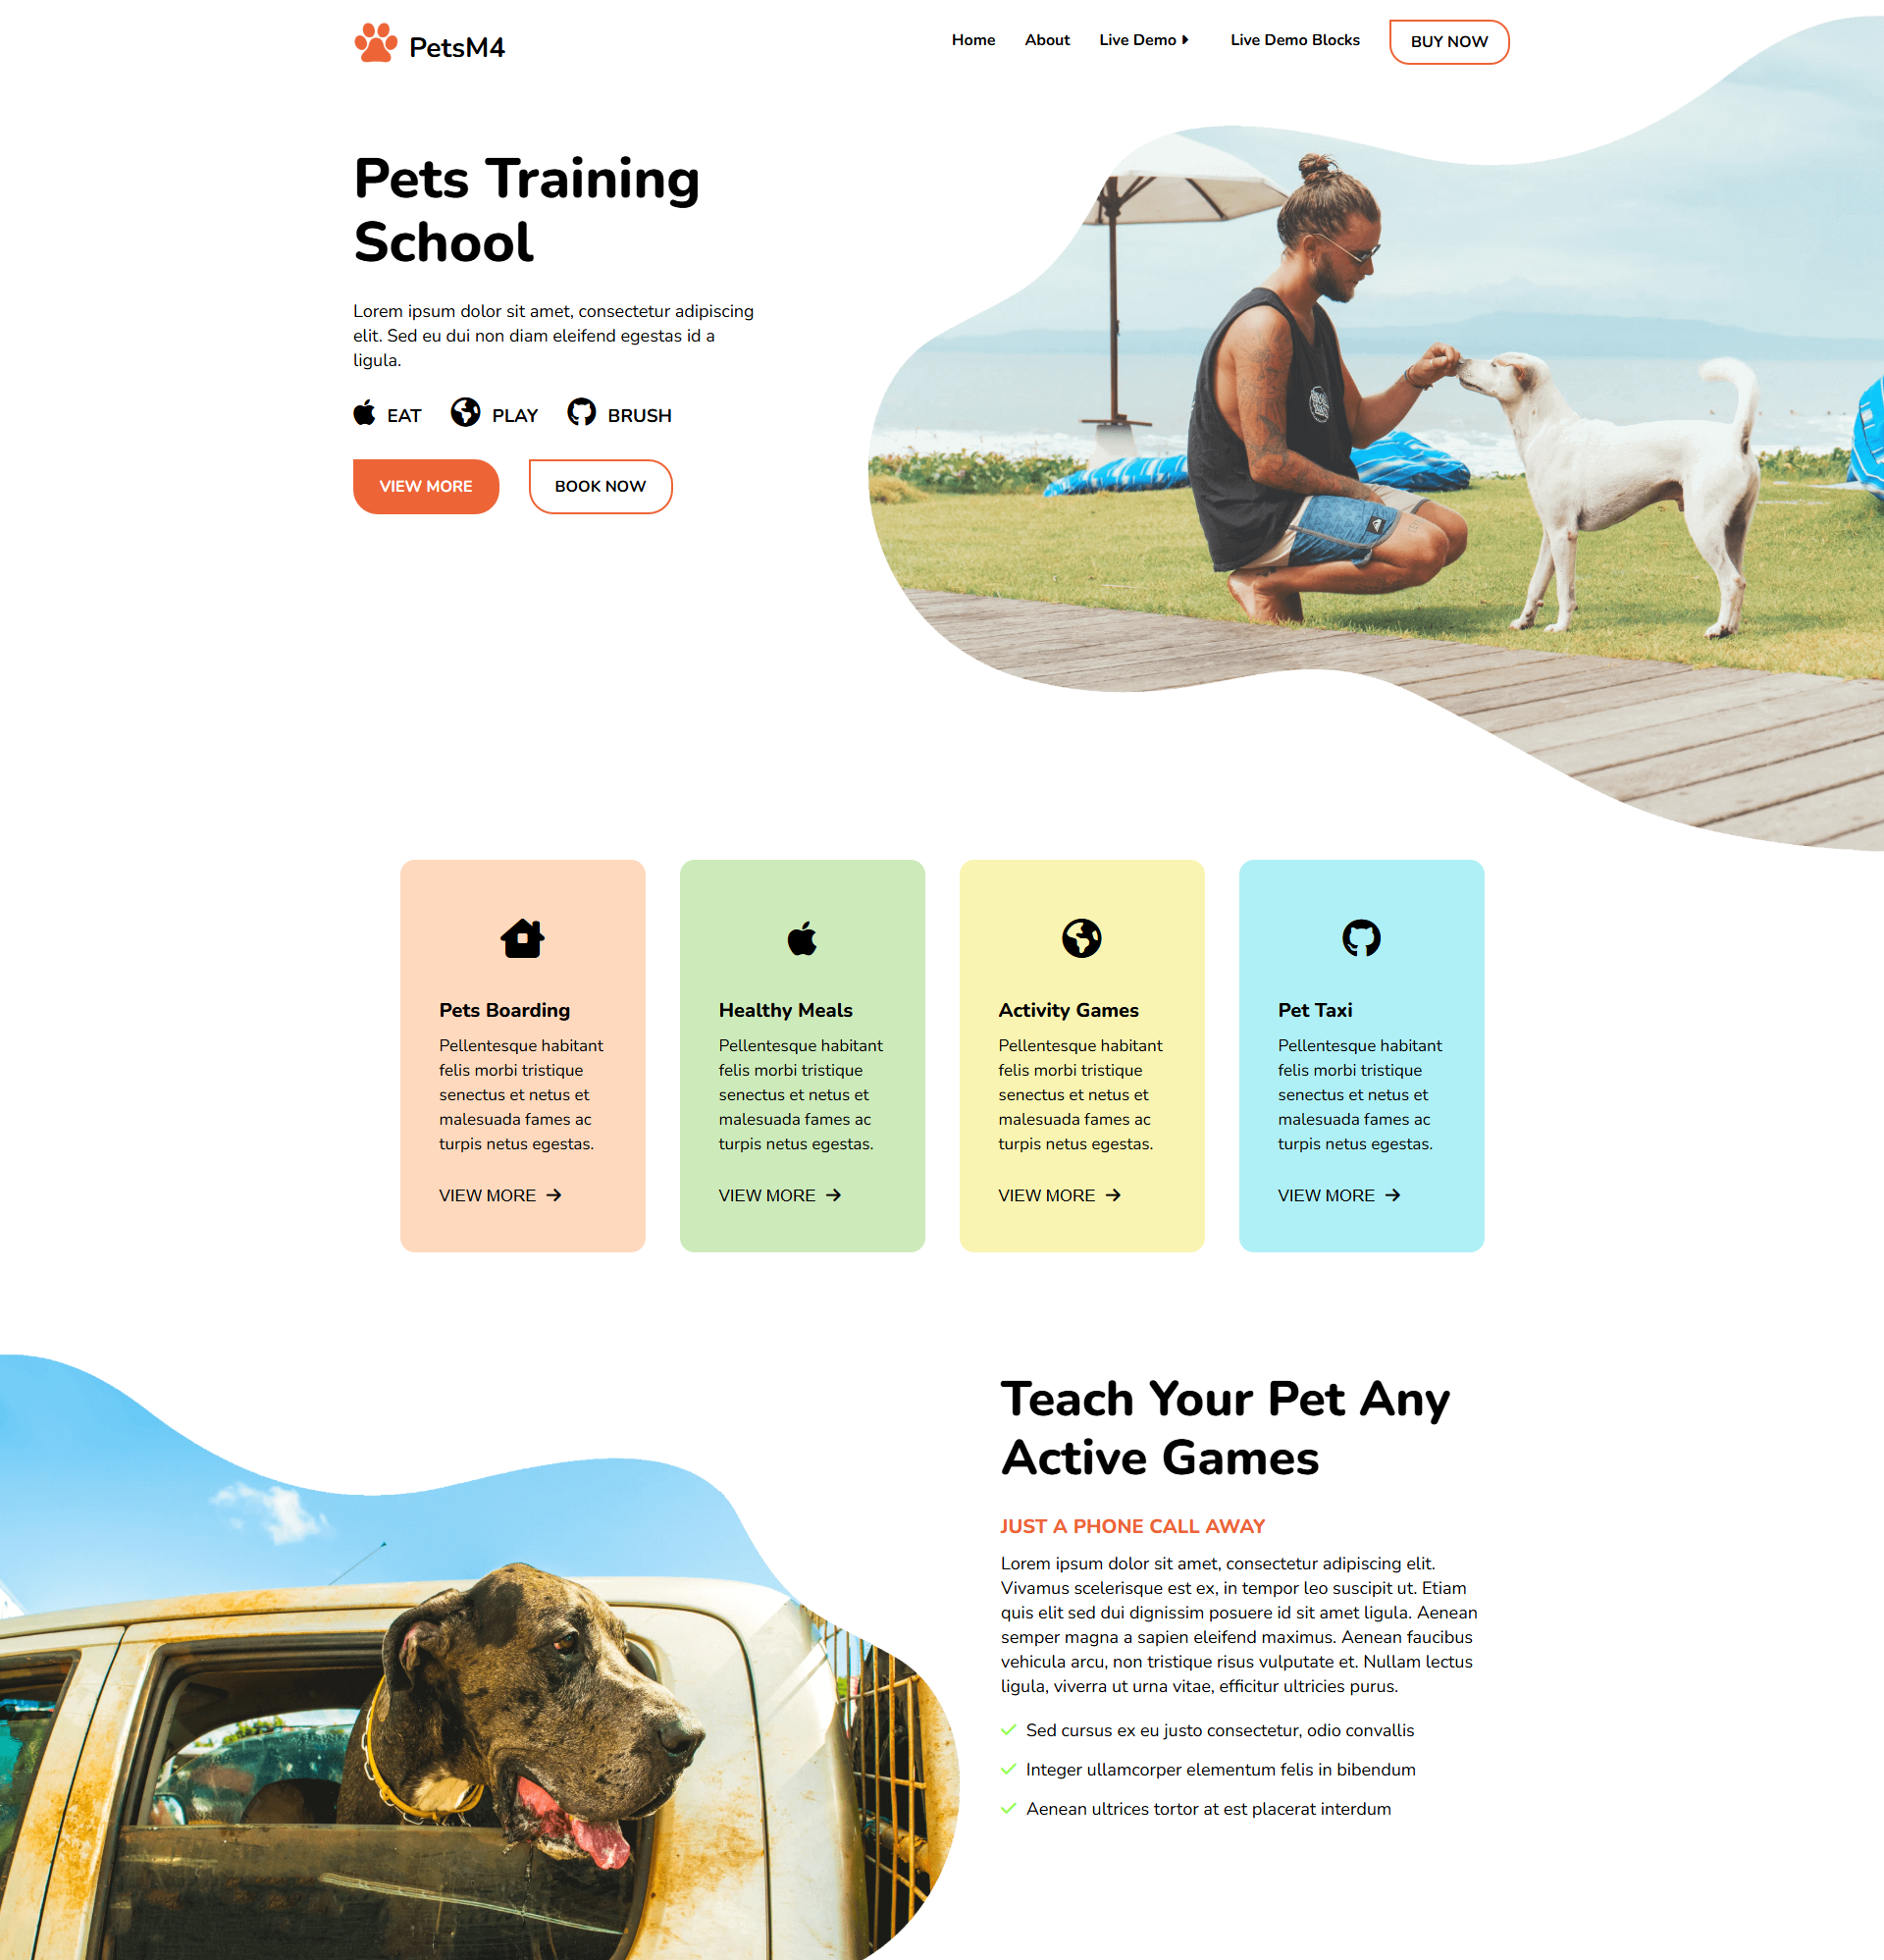 PetsM4
Home About Live Demo Live Demo Blocks BUY NOW
Pets Training
School
Lorem ipsum dolor sit amet, consectetur adipiscing
elit. Sed eu dui non diam eleifend egestas id a
ligula.
EAT PLAY BRUSH
VIEW MORE BOOK NOW
Pets Boarding
Pellentesque habitant
felis morbi tristique
senectus et netus et
malesuada fames ac
turpis netus egestas.
VIEW MORE
Healthy Meals
Pellentesque habitant
felis morbi tristique
senectus et netus et
malesuada fames ac
turpis netus egestas.
VIEW MORE
Activity Games
Pellentesque habitant
felis morbi tristique
senectus et netus et
malesuada fames ac
turpis netus egestas.
VIEW MORE
Pet Taxi
Pellentesque habitant
felis morbi tristique
senectus et netus et
malesuada fames ac
turpis netus egestas.
VIEW MORE
Teach Your Pet Any
Active Games
JUST A PHONE CALL AWAY
Lorem ipsum dolor sit amet, consectetur adipiscing elit.
Vivamus scelerisque est ex, in tempor leo suscipit ut. Etiam
quis elit sed dui dignissim posuere id sit amet ligula. Aenean
semper magna a sapien eleifend maximus. Aenean faucibus
vehicula arcu, non tristique risus vulputate et. Nullam lectus
ligula, viverra ut urna vitae, efficitur ultricies purus.
Sed cursus ex eu justo consectetur, odio convallis
Integer ullamcorper elementum felis in bibendum
Aenean ultrices tortor at est placerat interdum